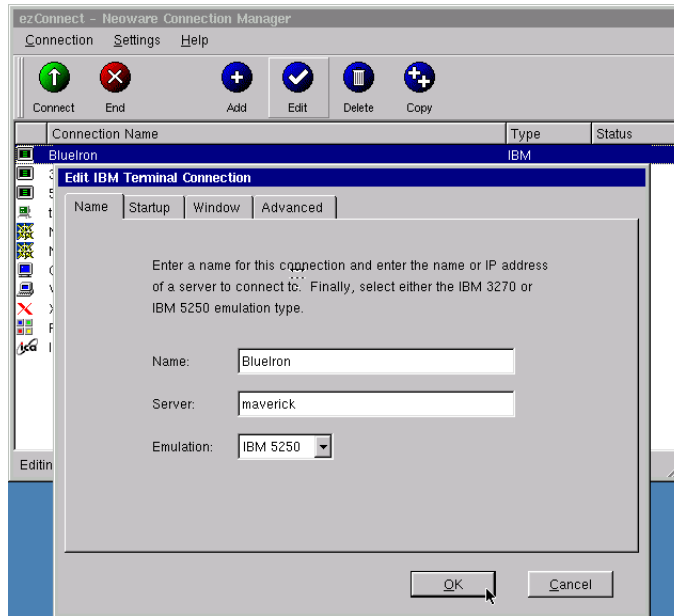 ezConnect - Neoware Connection Manager
Connection Settings Help
Connect End Add Edit Delete Copy
Connection Name Type Status
BlueIron IBM
Edit IBM Terminal Connection
Name Startup Window Advanced
Enter a name for this connection and enter the name or IP address
of a server to connect to. Finally, select either the IBM 3270 or
IBM 5250 emulation type.
Name: BlueIron
Server: maverick
Emulation: IBM 5250
Editin
OK Cancel
ica